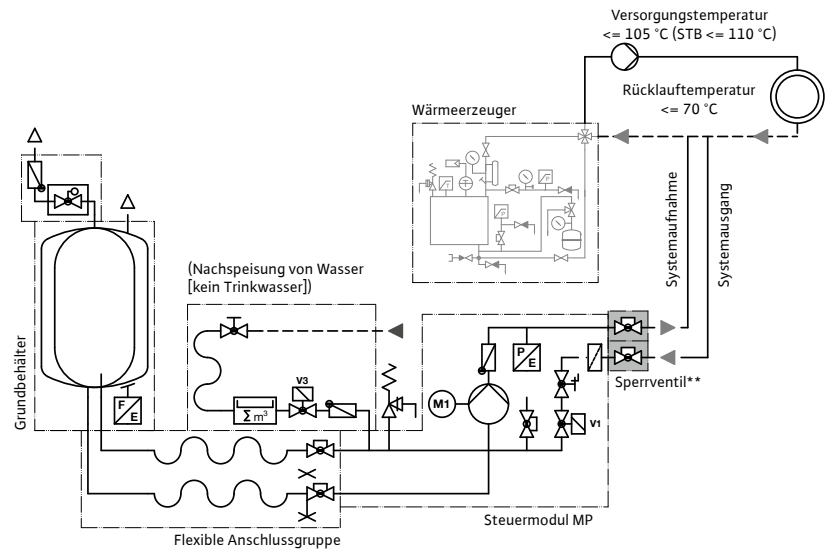 Versorgungstemperatur
<= 105 °C (STB <= 110 °C)
Rücklauftemperatur
<= 70 °C
Wärmeerzeuger
Systemaufnahme
Systemausgang
(Nachspeisung von Wasser
[kein Trinkwasser])
Grundbehälter
F
E
V3
Σ m³
M1
P
E
V1
Sperrventil**
Steuermodul MP
Flexible Anschlussgruppe